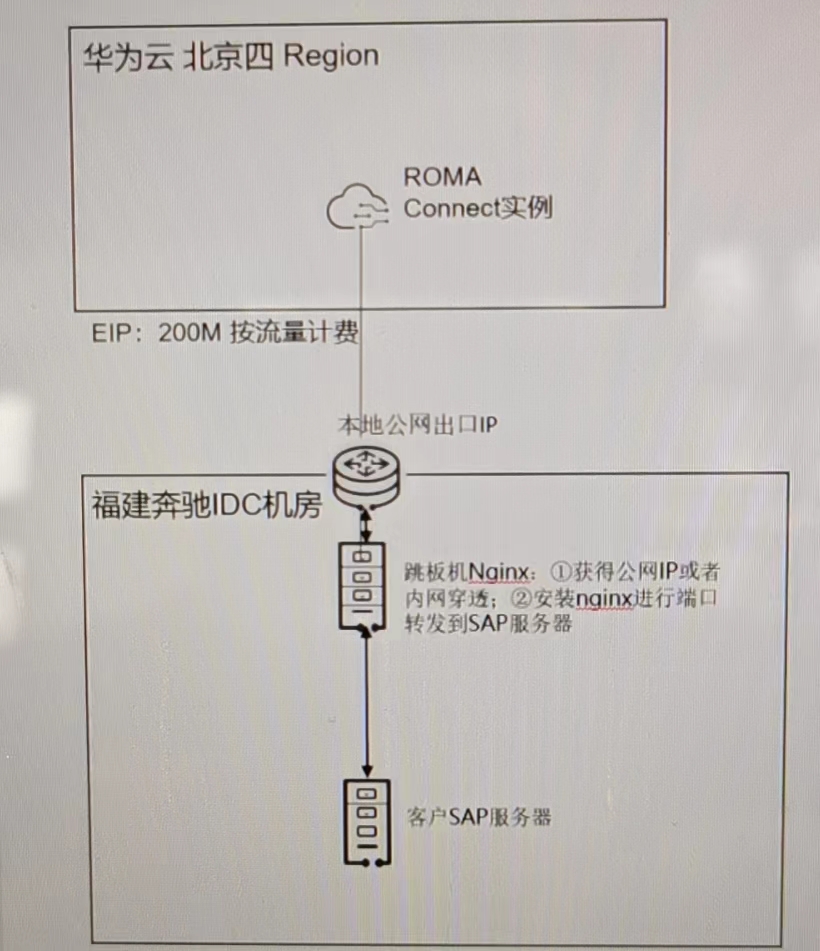 华为云 北京四 Region
ROMA
Connect实例
EIP：200M 按流量计费
本地公网出口IP
福建奔驰IDC机房
跳板机Nginx：①获得公网IP或者
内网穿透；②安装nginx进行端口
转发到SAP服务器
客户SAP服务器